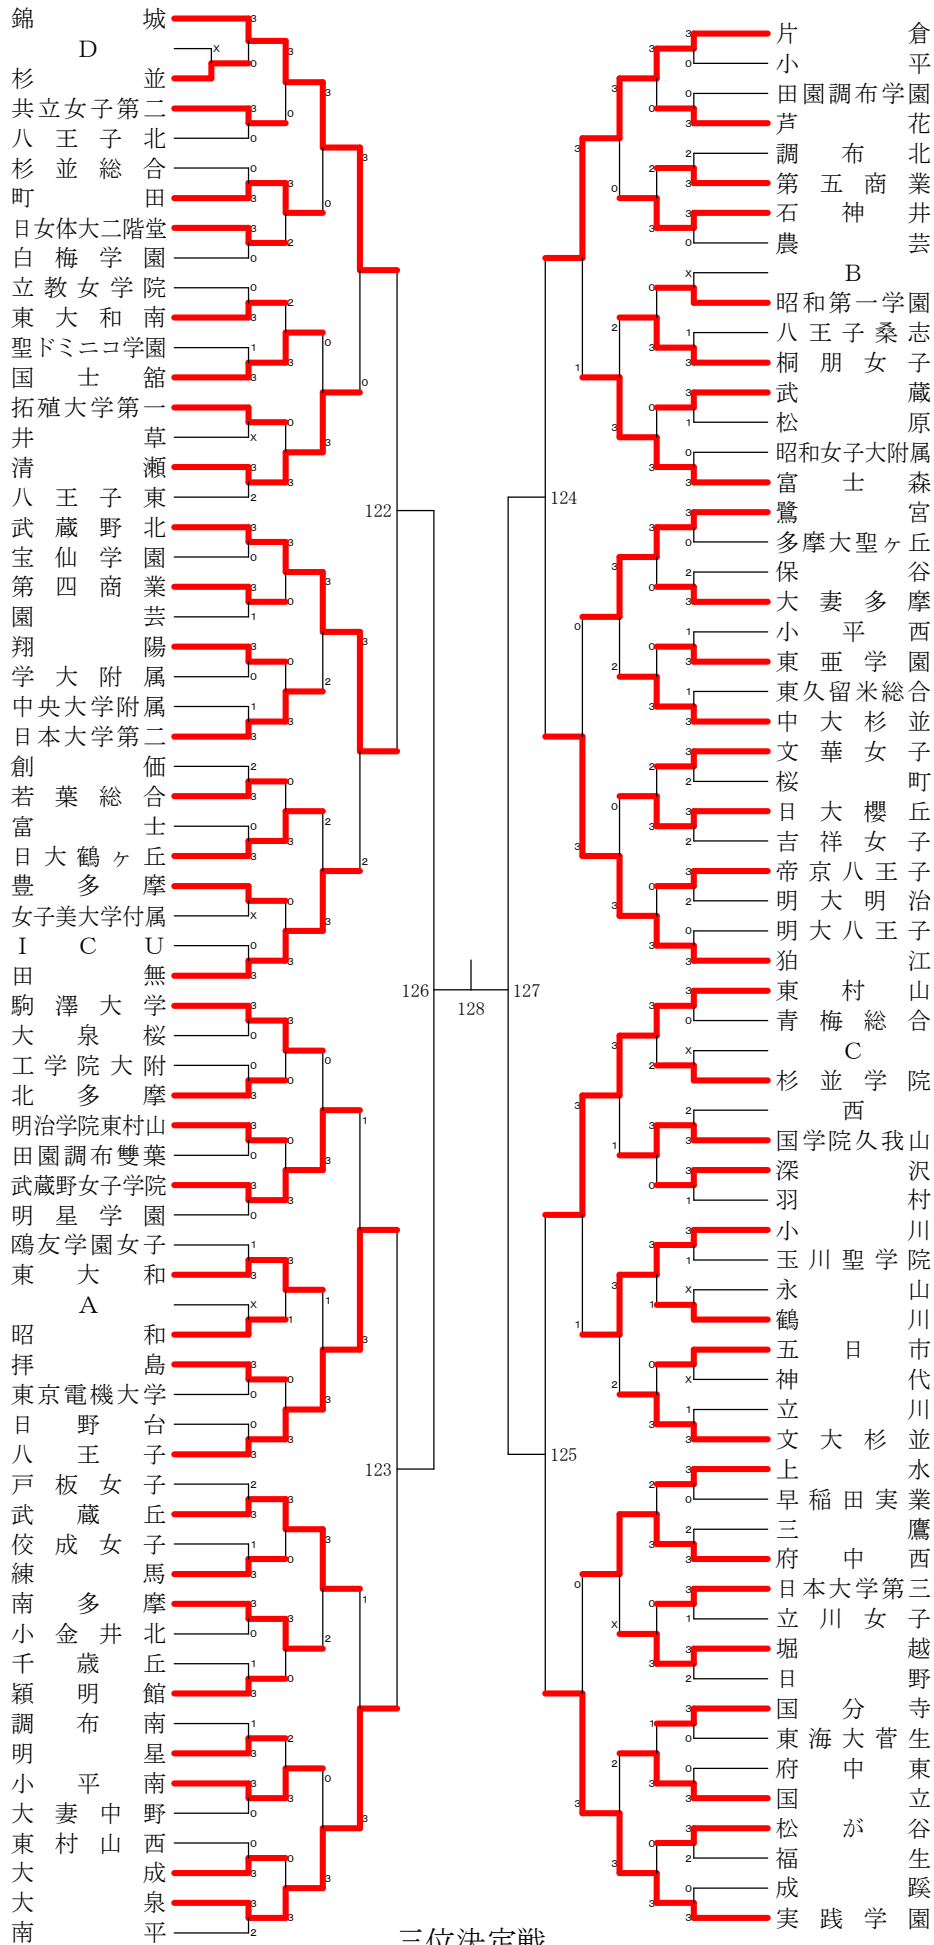 錦城
D
杉並
共立女子第二
八王子北
杉並総合
町田
日女体大二階堂
白梅学園
立教女学院
東大和南
聖ドミニコ学園
国士舘
拓殖大学第一
井草
清瀬
八王子東
武蔵野北
宝仙学園
第四商業
園芸
翔陽
学大附属
中央大学附属
日本大学第二
創価
若葉総合
富士
日大鶴ヶ丘
豊多摩
女子美大学付属
ICU
田無
駒澤大学
大泉桜
工学院大附
北多摩
明治学院東村山
田園調布雙葉
武蔵野女子学院
明星学園
鴎友学園女子
東大和
A
昭和
拝島
東京電機大学
日野台
八王子
戸板女子
武蔵丘
佼成女子
練馬
南多摩
小金井北
千歳丘
穎明館
調布南
明星
小平南
大妻中野
東村山西
大成
大泉
南平
122
123
126
128
127
124
125
片倉
小平
田園調布学園
芦花
調布北
第五商業
石神井
農芸
B
昭和第一学園
八王子桑志
桐朋女子
武蔵
松原
昭和女子大附属
富士森
鷺宮
多摩大聖ヶ丘
保谷
大妻多摩
小平西
東亜学園
東久留米総合
中大杉並
文華女子
桜町
日大櫻丘
吉祥女子
帝京八王子
明大明治
明大八王子
狛江
東村山
青梅総合
C
杉並学院
西
国学院久我山
深沢
羽村
小川
玉川聖学院
永山
鶴川
五日市
神代
立川
文大杉並
上水
早稲田実業
三鷹
府中西
日本大学第三
立川女子
堀越
日野
国分寺
東海大菅生
府中東
国立
松が谷
福生
成蹊
実践学園
三位決定戦